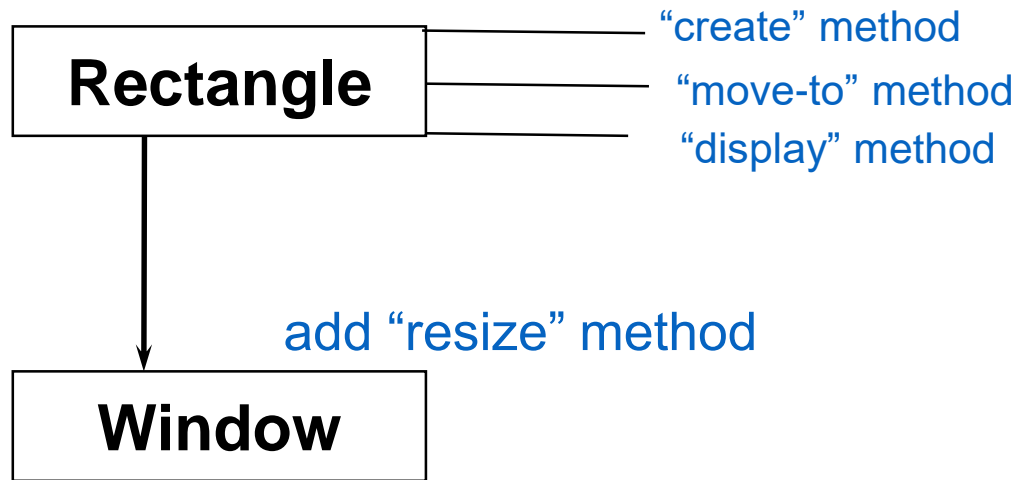 “create” method
Rectangle
“move-to” method
“display” method
add “resize” method
Window